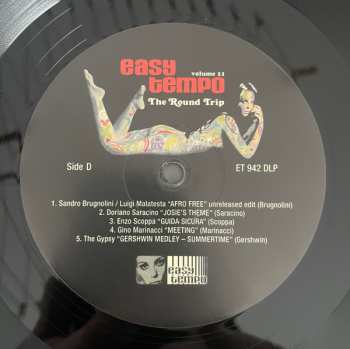 easy
volume 11
tempo
The Round Trip
Side D
ET 942 DLP
1. Sandro Brugnolini / Luigi Malatesta "AFRO FREE" unreleased edit (Brugnolini)
2. Doriano Saracino "JOSIE'S THEME" (Saracino)
3. Enzo Scoppa "GUIDA SICURA" (Scoppa)
4. Gino Marinacci "MEETING" (Marinacci)
5. The Gypsy "GERSHWIN MEDLEY – SUMMERTIME" (Gershwin)
easy
tempo